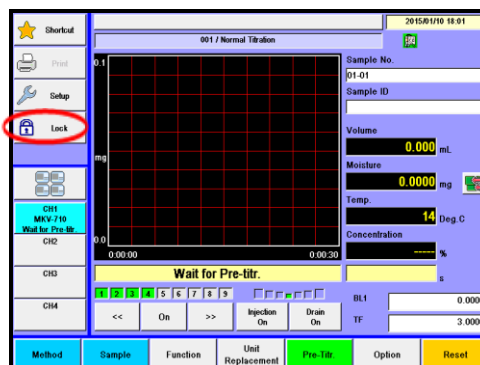 Shortcut
Print
Setup
Lock
CH1
MKV-710
Wait for Pre-titr.
CH2
CH3
CH4
2015/01/10 18:01
001 / Normal Titration
0.1
mg
0.0
0:00:00
0:00:30
Sample No.
01-01
Sample ID
Volume
0.000 mL
Moisture
0.0000 mg
Temp.
14 Deg.C
Concentration
----- %
s
Wait for Pre-titr.
1 2 3 4 5 6 7 8 9
<< On >> Injection On Drain On
BL1 0.000
TF 3.000
Method Sample Function Unit Replacement Pre-Titr. Option Reset